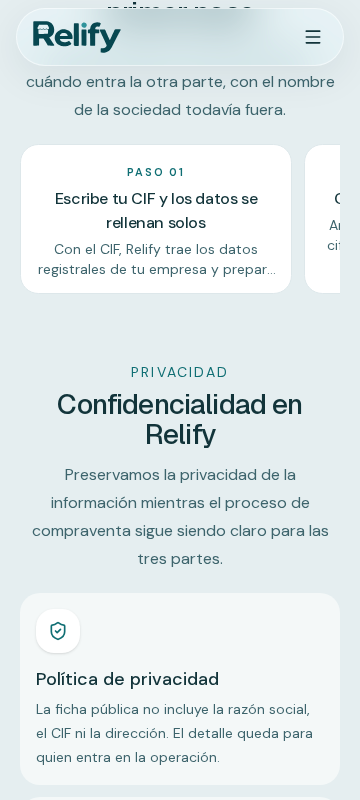 primer paso
Relify
cuándo entra la otra parte, con el nombre
de la sociedad todavía fuera.
PASO 01
Escribe tu CIF y los datos se
rellenan solos
Con el CIF, Relify trae los datos
registrales de tu empresa y prepar...
PRIVACIDAD
Confidencialidad en
Relify
Preservamos la privacidad de la
información mientras el proceso de
compraventa sigue siendo claro para las
tres partes.
Política de privacidad
La ficha pública no incluye la razón social,
el CIF ni la dirección. El detalle queda para
quien entra en la operación.